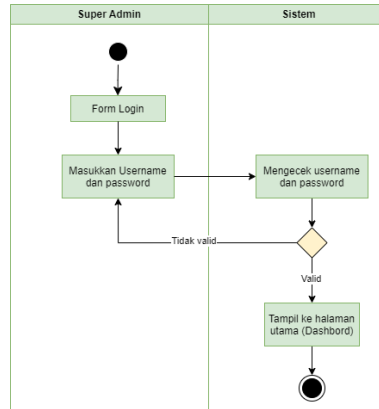 Super Admin
Sistem
Form Login
Masukkan Username
dan password
Mengecek username
dan password
Tidak valid
Valid
Tampil ke halaman
utama (Dashbord)